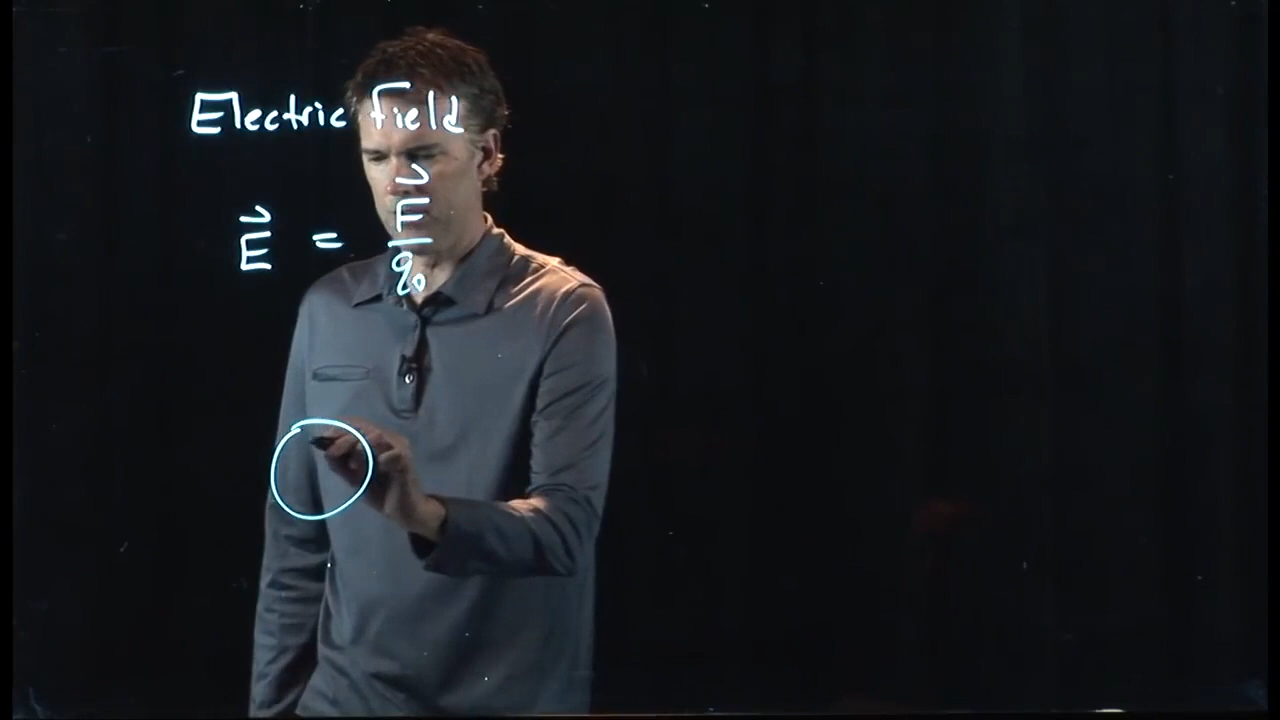 Electric Field
E⃗ = F⃗/q₀